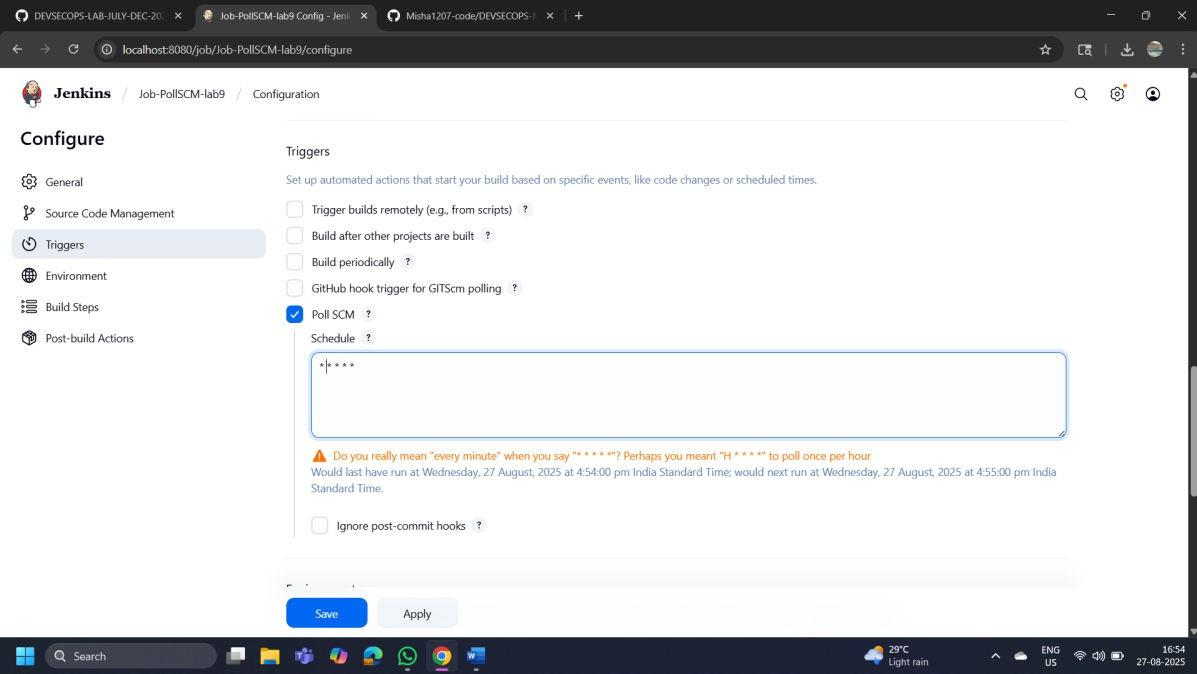 DEVSECOPS-LAB-JULY-DEC-202
Job-PollSCM-lab9 Config - Jenk
Misha1207-code/DEVSECOPS-M
localhost:8080/job/Job-PollSCM-lab9/configure
Jenkins / Job-PollSCM-lab9 / Configuration
Configure
General
Source Code Management
Triggers
Environment
Build Steps
Post-build Actions
Triggers
Set up automated actions that start your build based on specific events, like code changes or scheduled times.
Trigger builds remotely (e.g., from scripts) ?
Build after other projects are built ?
Build periodically ?
GitHub hook trigger for GITScm polling ?
Poll SCM ?
Schedule ?
* * * * *
Do you really mean "every minute" when you say "* * * * *"? Perhaps you meant "H * * * *" to poll once per hour
Would last have run at Wednesday, 27 August, 2025 at 4:54:00 pm India Standard Time; would next run at Wednesday, 27 August, 2025 at 4:55:00 pm India
Standard Time.
Ignore post-commit hooks ?
Save
Apply
Search
29°C
Light rain
ENG
US
16:54
27-08-2025